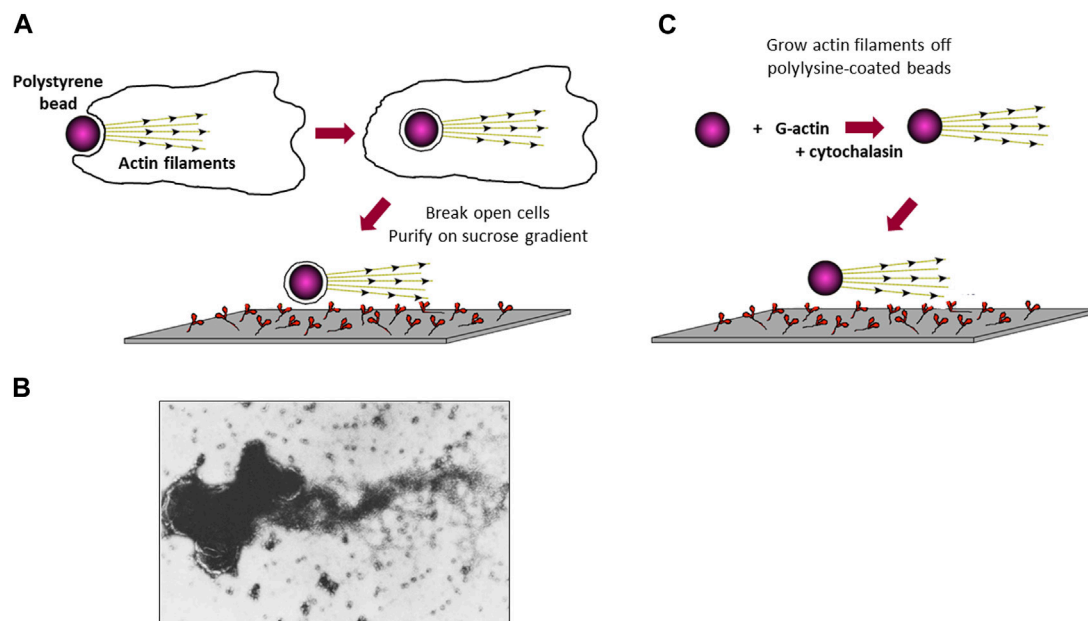 A
Polystyrene
bead
Actin filaments
Break open cells
Purify on sucrose gradient
B
C
Grow actin filaments off
polylysine-coated beads
+ G-actin
+ cytochalasin